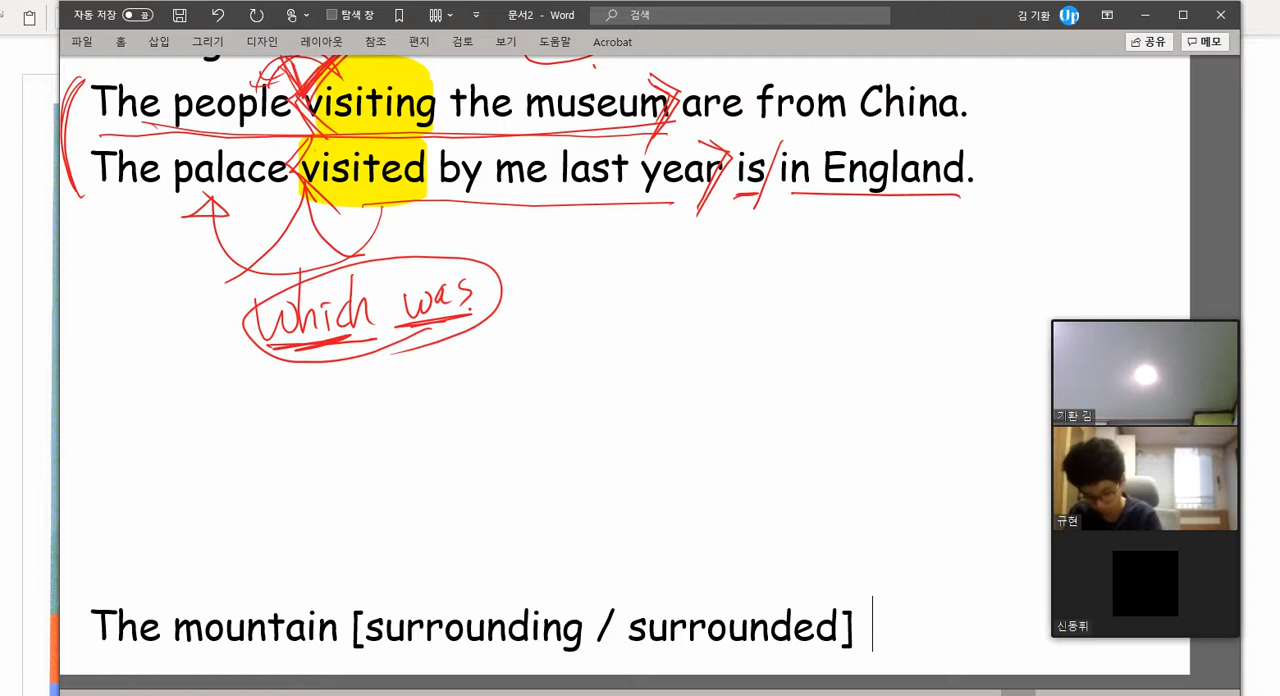 자동 저장 끔 탐색 창 문서2 - Word 검색 김 기환 Up
파일 홈 삽입 그리기 디자인 레이아웃 참조 편지 검토 보기 도움말 Acrobat 공유 메모
The people visiting the museum are from China.
The palace visited by me last year is in England.
which was
기환 김
규현
신동휘
The mountain [surrounding / surrounded]